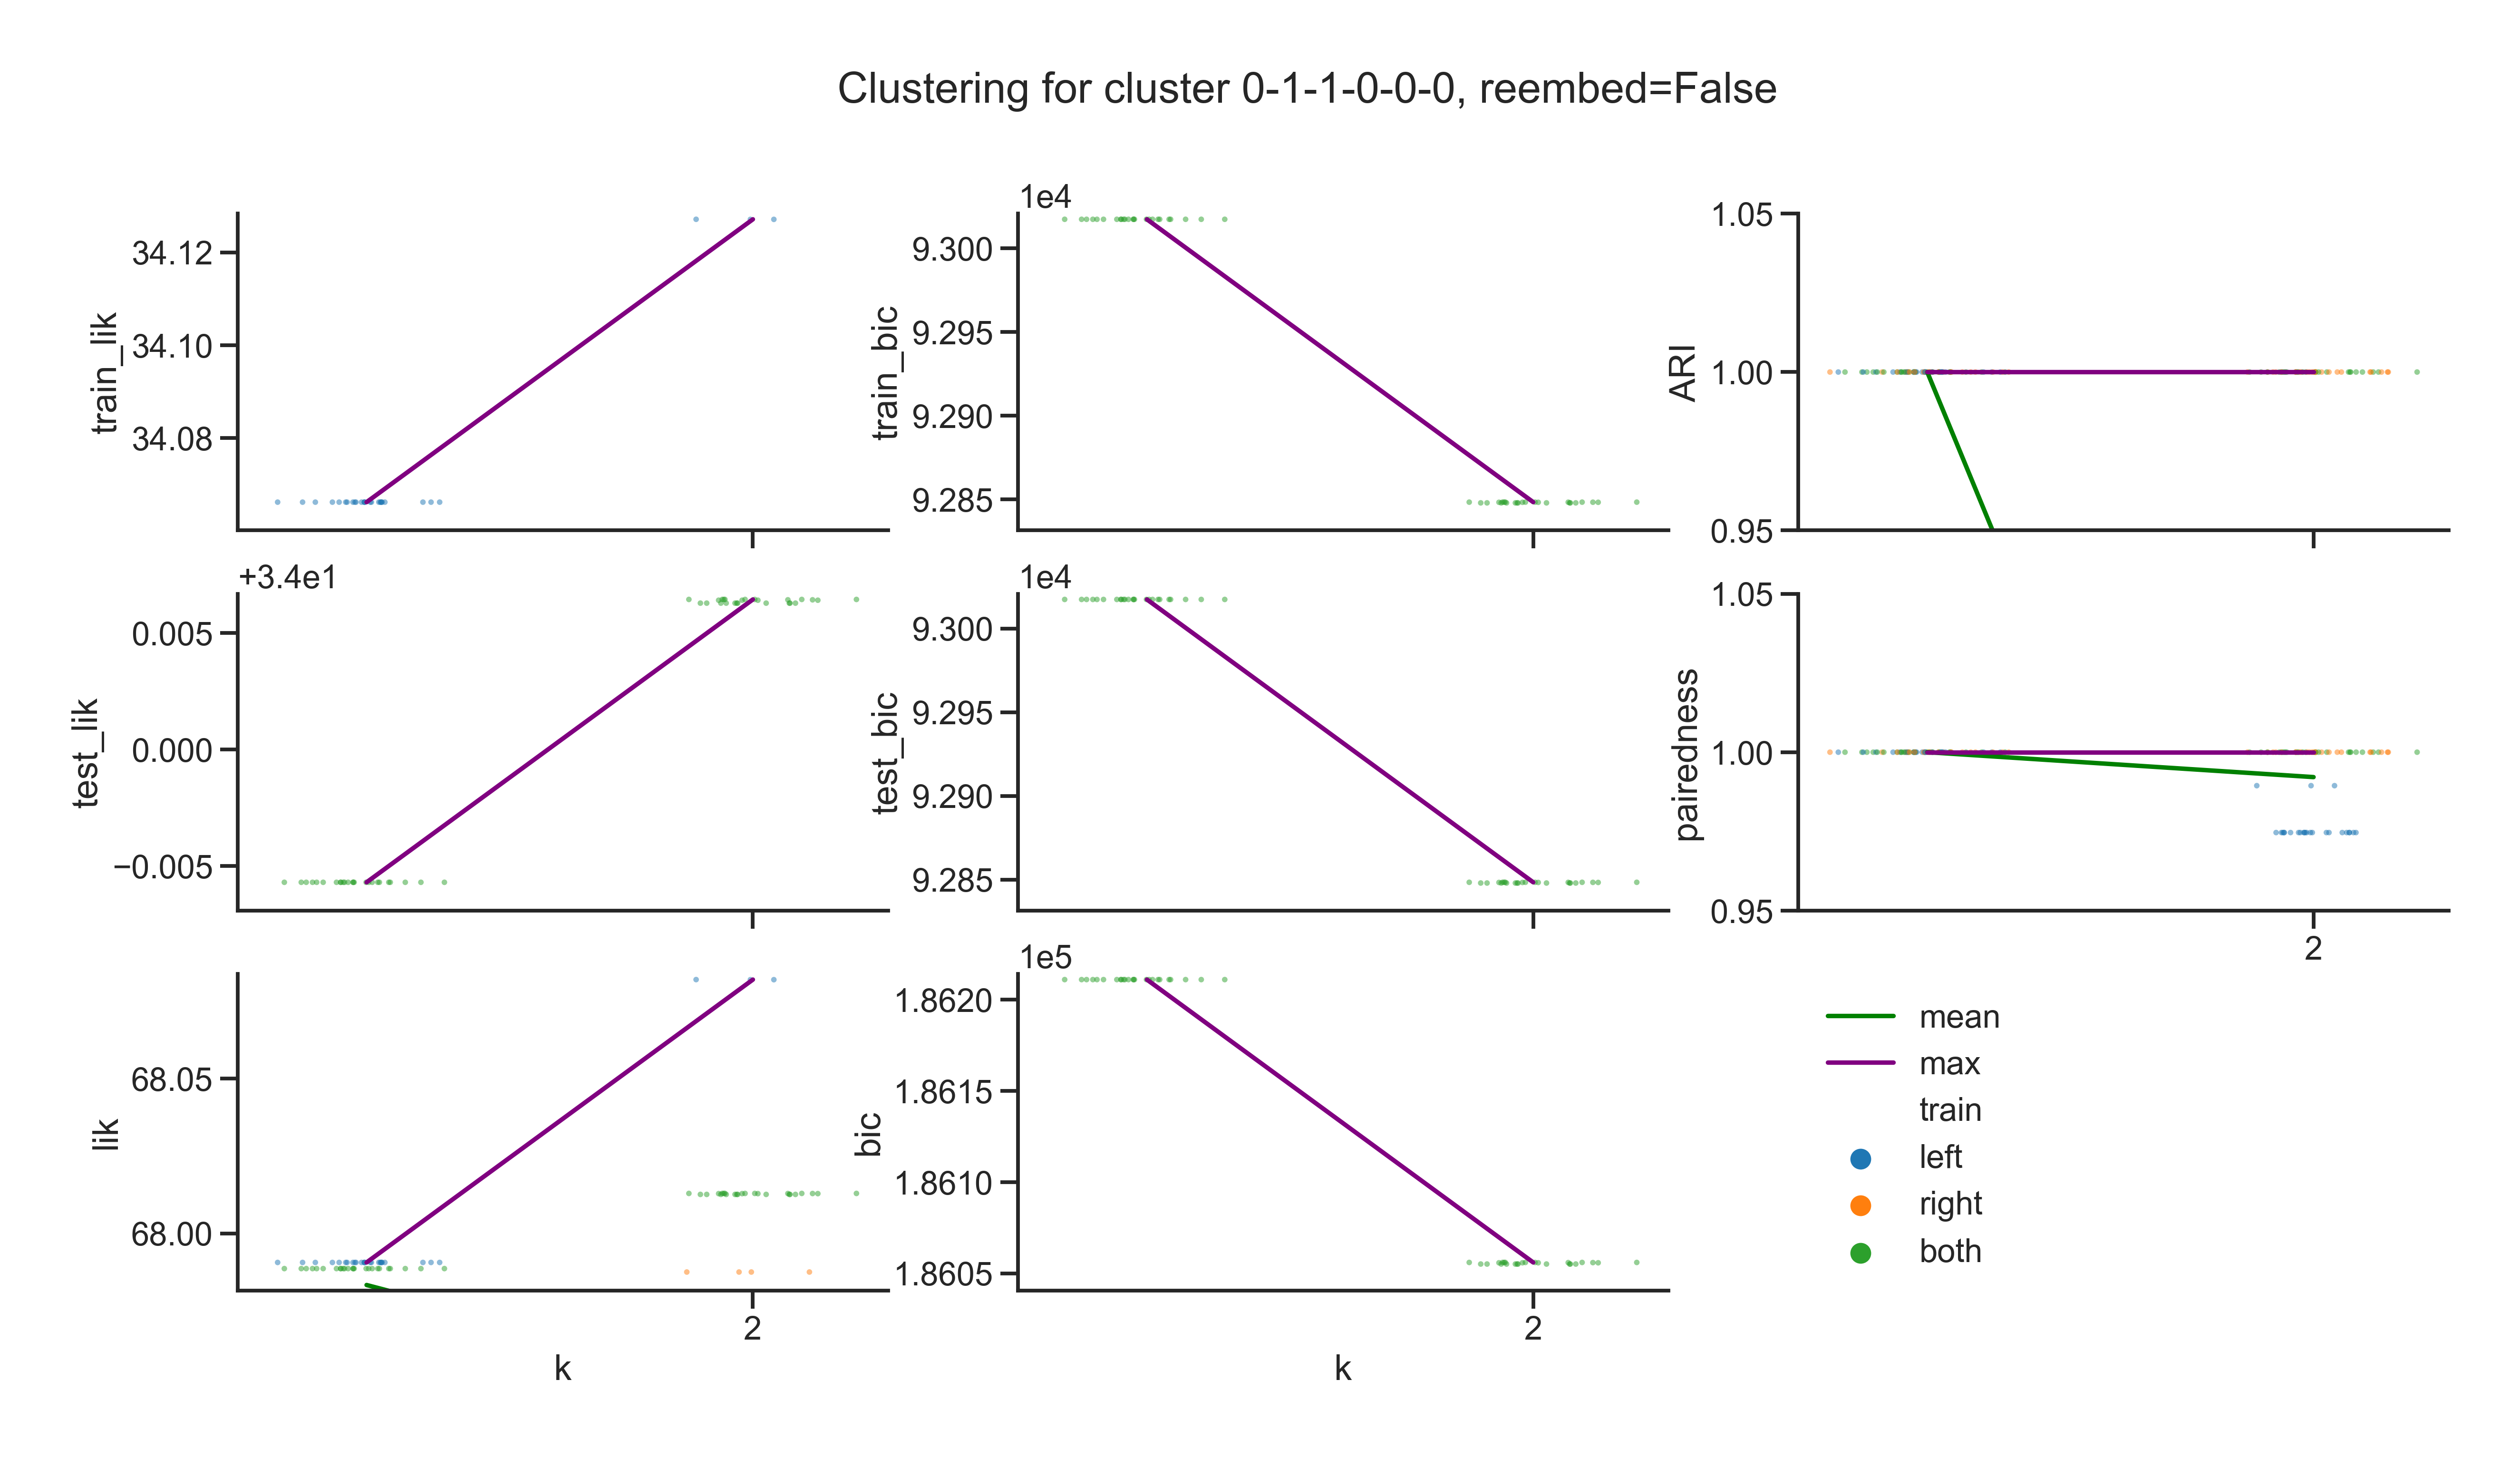 Clustering for cluster 0-1-1-0-0-0, reembed=False
34.12
34.10
34.08
train_lik
1e4
9.300
9.295
9.290
9.285
train_bic
1.05
1.00
0.95
ARI
+3.4e1
0.005
0.000
−0.005
test_lik
1e4
9.300
9.295
9.290
9.285
test_bic
1.05
1.00
0.95
pairedness
2
68.05
68.00
lik
2
k
1e5
1.8620
1.8615
1.8610
1.8605
bic
2
k
mean
max
train
left
right
both